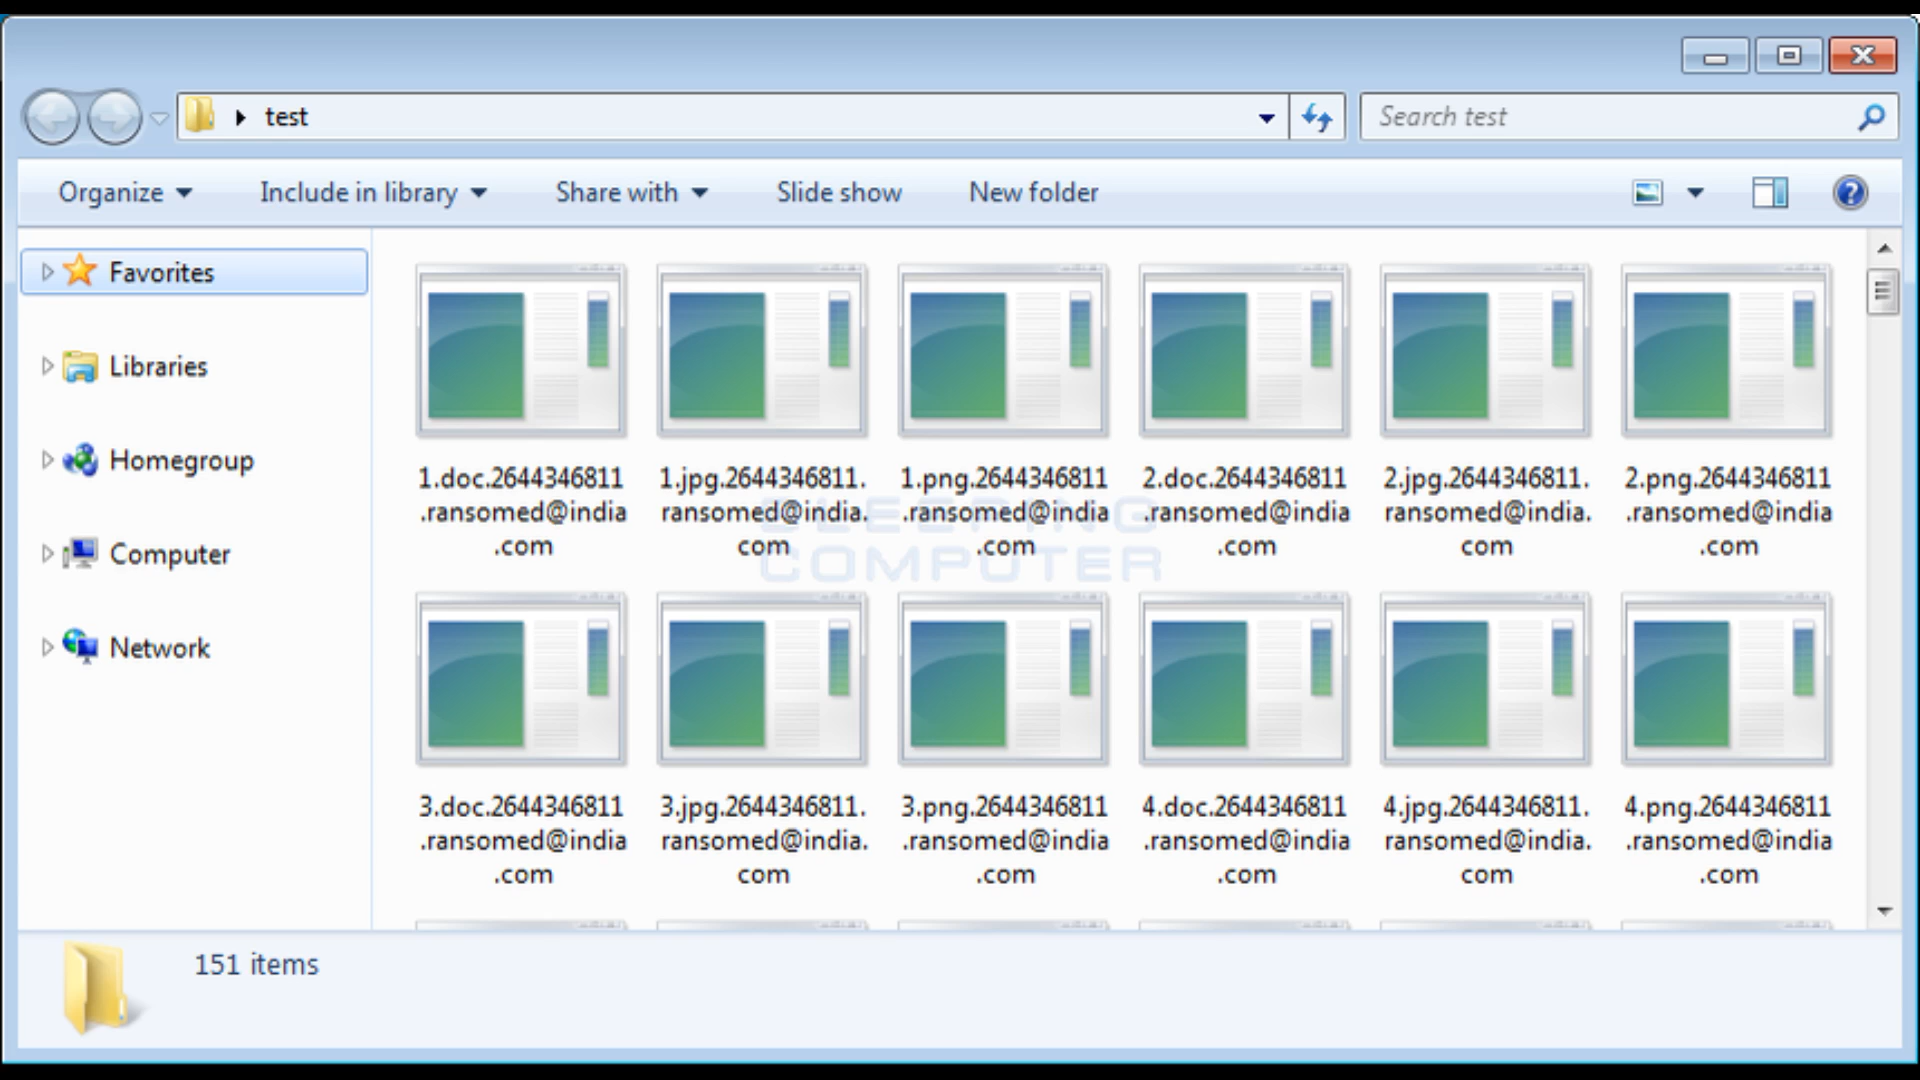 test
Search test
Organize
Include in library
Share with
Slide show
New folder
Favorites
Libraries
Homegroup
Computer
Network
1.doc.2644346811
.ransomed@india
.com
1.jpg.2644346811.
ransomed@india.
com
1.png.2644346811
.ransomed@india
.com
2.doc.2644346811
.ransomed@india
.com
2.jpg.2644346811.
ransomed@india.
com
2.png.2644346811
.ransomed@india
.com
BLEEPING
COMPUTER
3.doc.2644346811
.ransomed@india
.com
3.jpg.2644346811.
ransomed@india.
com
3.png.2644346811
.ransomed@india
.com
4.doc.2644346811
.ransomed@india
.com
4.jpg.2644346811.
ransomed@india.
com
4.png.2644346811
.ransomed@india
.com
151 items